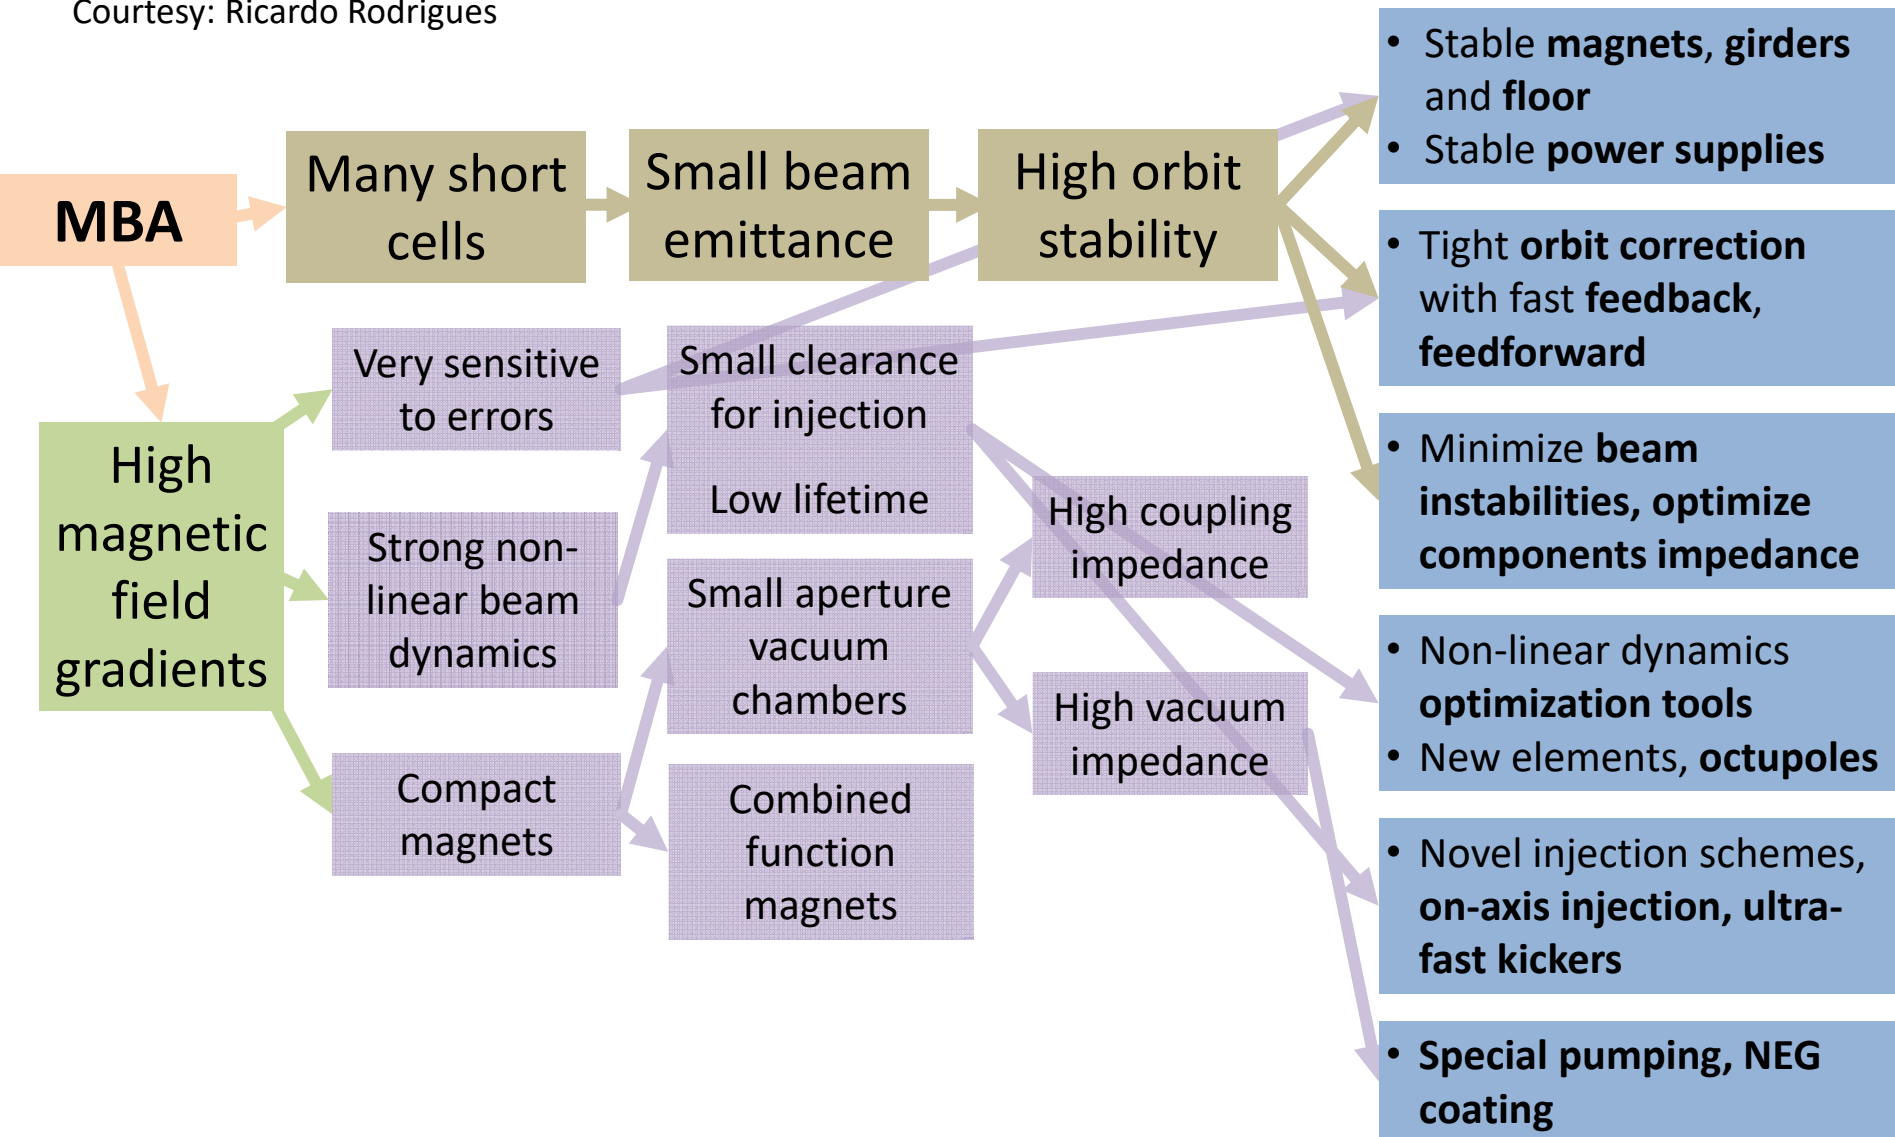 Courtesy: Ricardo Rodrigues
MBA
Many short
cells
Small beam
emittance
High orbit
stability
High
magnetic
field
gradients
Very sensitive
to errors
Strong non-
linear beam
dynamics
Compact
magnets
Small clearance
for injection
Low lifetime
Small aperture
vacuum
chambers
Combined
function
magnets
High coupling
impedance
High vacuum
impedance
• Stable magnets, girders
and floor
• Stable power supplies
• Tight orbit correction
with fast feedback,
feedforward
• Minimize beam
instabilities, optimize
components impedance
• Non-linear dynamics
optimization tools
• New elements, octupoles
• Novel injection schemes,
on-axis injection, ultra-
fast kickers
• Special pumping, NEG
coating